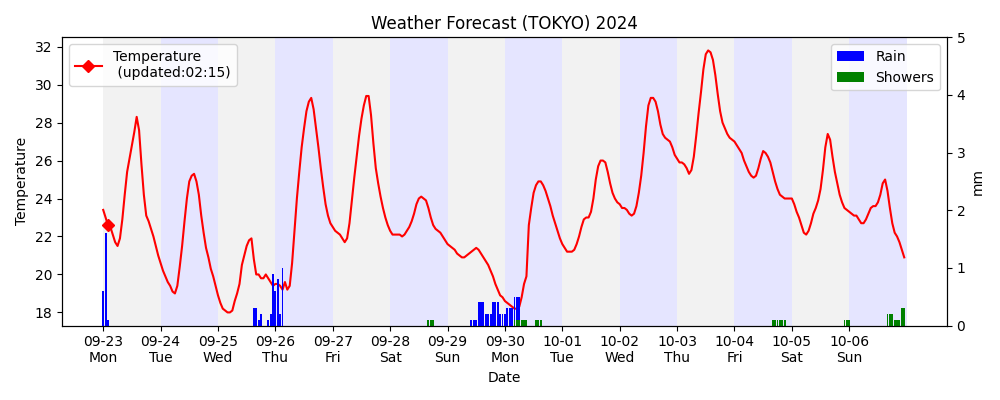 Weather Forecast (TOKYO) 2024
Temperature
(updated:02:15)
Rain
Showers
Temperature
32
30
28
26
24
22
20
18
5
4
3
2
1
0
mm
09-23 09-24 09-25 09-26 09-27 09-28 09-29 09-30 10-01 10-02 10-03 10-04 10-05 10-06
Mon Tue Wed Thu Fri Sat Sun Mon Tue Wed Thu Fri Sat Sun
Date